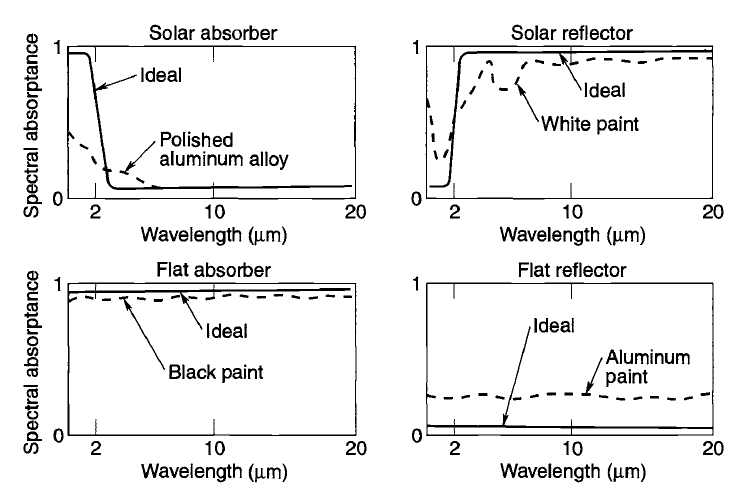 Solar absorber
Spectral absorptance
1
0
Ideal
Polished
aluminum alloy
2
10
20
Wavelength (μm)
Solar reflector
1
0
Ideal
White paint
2
10
20
Wavelength (μm)
Flat absorber
Spectral absorptance
1
0
Ideal
Black paint
2
10
20
Wavelength (μm)
Flat reflector
1
0
Ideal
Aluminum
paint
2
10
20
Wavelength (μm)